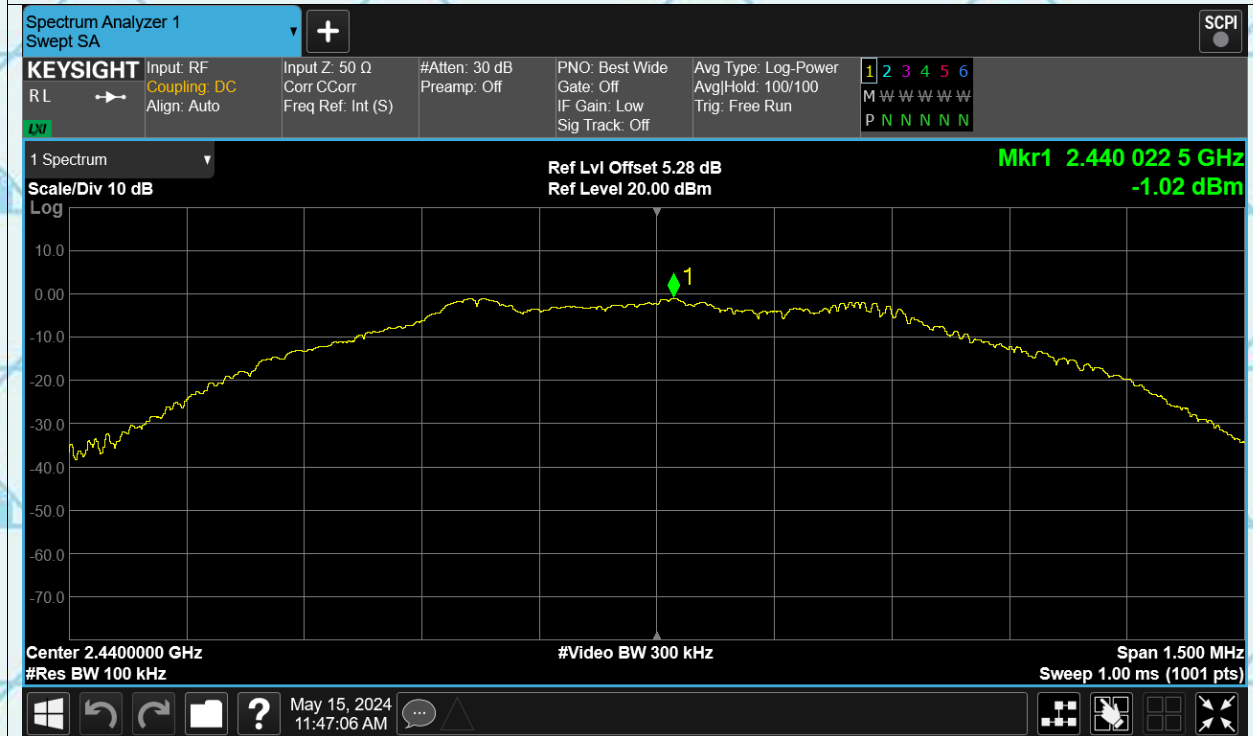 Spectrum Analyzer 1
Swept SA
+
SCPI
KEYSIGHT
RL
LXI
Input: RF
Coupling: DC
Align: Auto
Input Z: 50 Ω
Corr CCorr
Freq Ref: Int (S)
#Atten: 30 dB
Preamp: Off
PNO: Best Wide
Gate: Off
IF Gain: Low
Sig Track: Off
Avg Type: Log-Power
Avg|Hold: 100/100
Trig: Free Run
1 2 3 4 5 6
M W W W W W
P N N N N N
1 Spectrum
Scale/Div 10 dB
Log
Ref Lvl Offset 5.28 dB
Ref Level 20.00 dBm
Mkr1 2.440 022 5 GHz
-1.02 dBm
1
10.0
0.00
-10.0
-20.0
-30.0
-40.0
-50.0
-60.0
-70.0
Center 2.4400000 GHz
#Video BW 300 kHz
Span 1.500 MHz
#Res BW 100 kHz
Sweep 1.00 ms (1001 pts)
?
May 15, 2024
11:47:06 AM